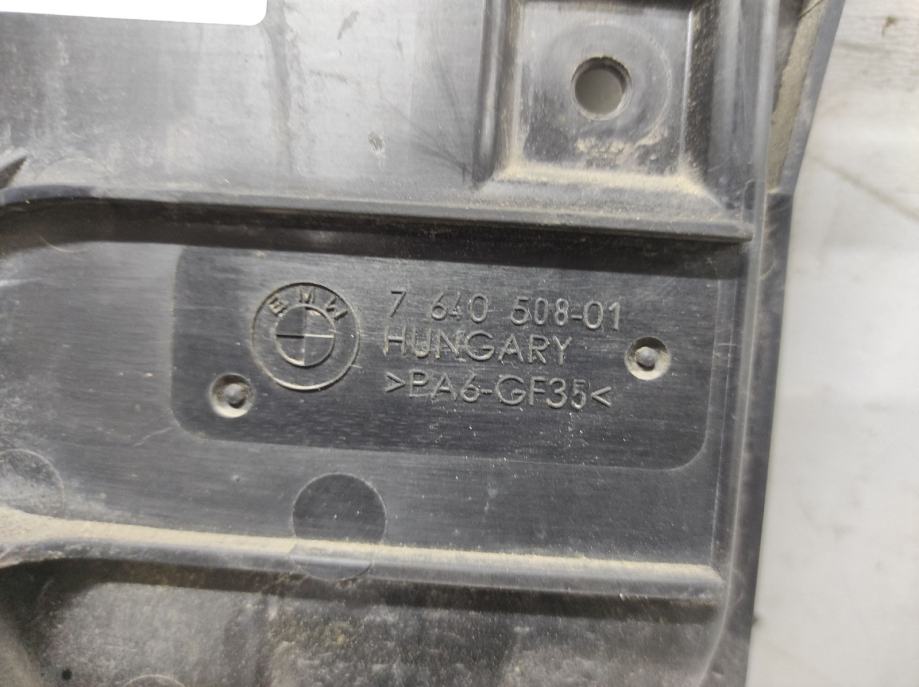 BMW
7 640 508-01
HUNGARY
>PA6-GF35<